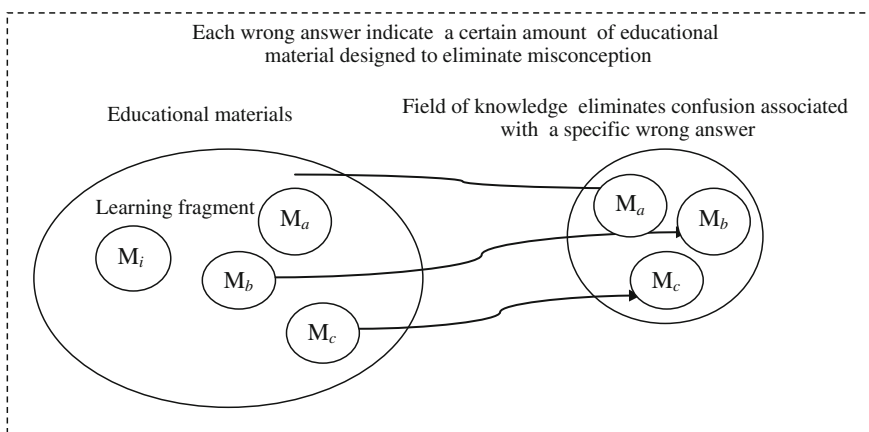 Each wrong answer indicate a certain amount of educational
material designed to eliminate misconception
Educational materials
Field of knowledge eliminates confusion associated
with a specific wrong answer
Learning fragment
Ma
Mi
Mb
Mc
Ma
Mb
Mc